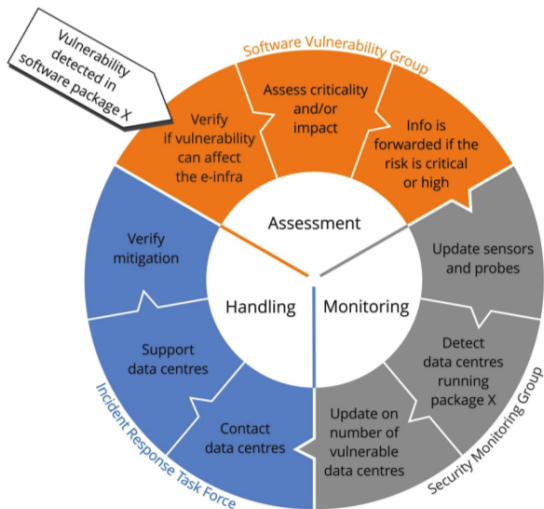 Vulnerability
detected in
software package X
Software Vulnerability Group
Verify
if vulnerability
can affect
the e-infra
Assess criticality
and/or
impact
Info is
forwarded if the
risk is critical
or high
Assessment
Update sensors
and probes
Detect
data centres
running
package X
Update on
number of
vulnerable
data centres
Monitoring
Security Monitoring Group
Contact
data centres
Support
data centres
Verify
mitigation
Handling
Incident Response Task Force